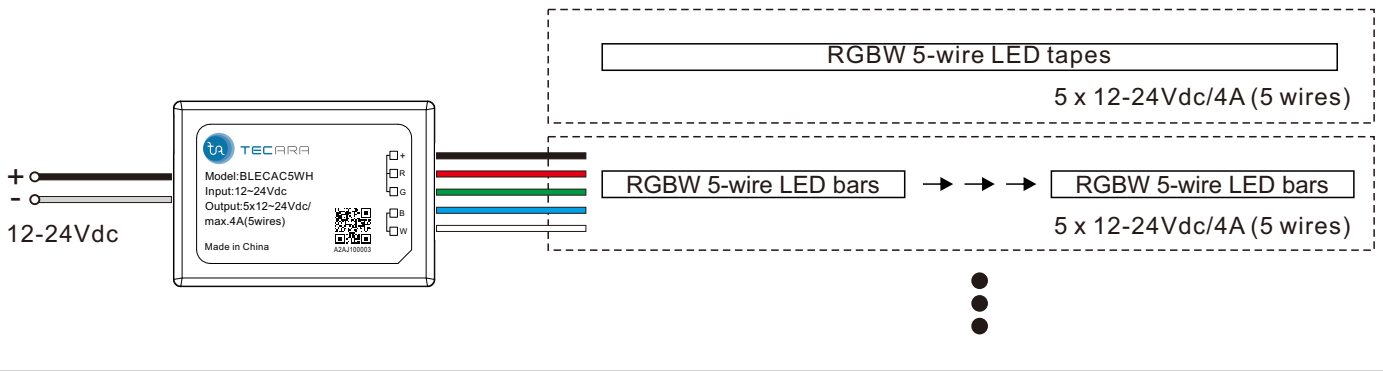 RGBW 5-wire LED tapes
5 x 12-24Vdc/4A (5 wires)
+
-
12-24Vdc
ta TECARA
Model:BLECAC5WH
Input:12~24Vdc
Output:5x12~24Vdc/
max.4A(5wires)
Made in China
A2AJ100003
+
R
G
B
W
RGBW 5-wire LED bars
RGBW 5-wire LED bars
5 x 12-24Vdc/4A (5 wires)